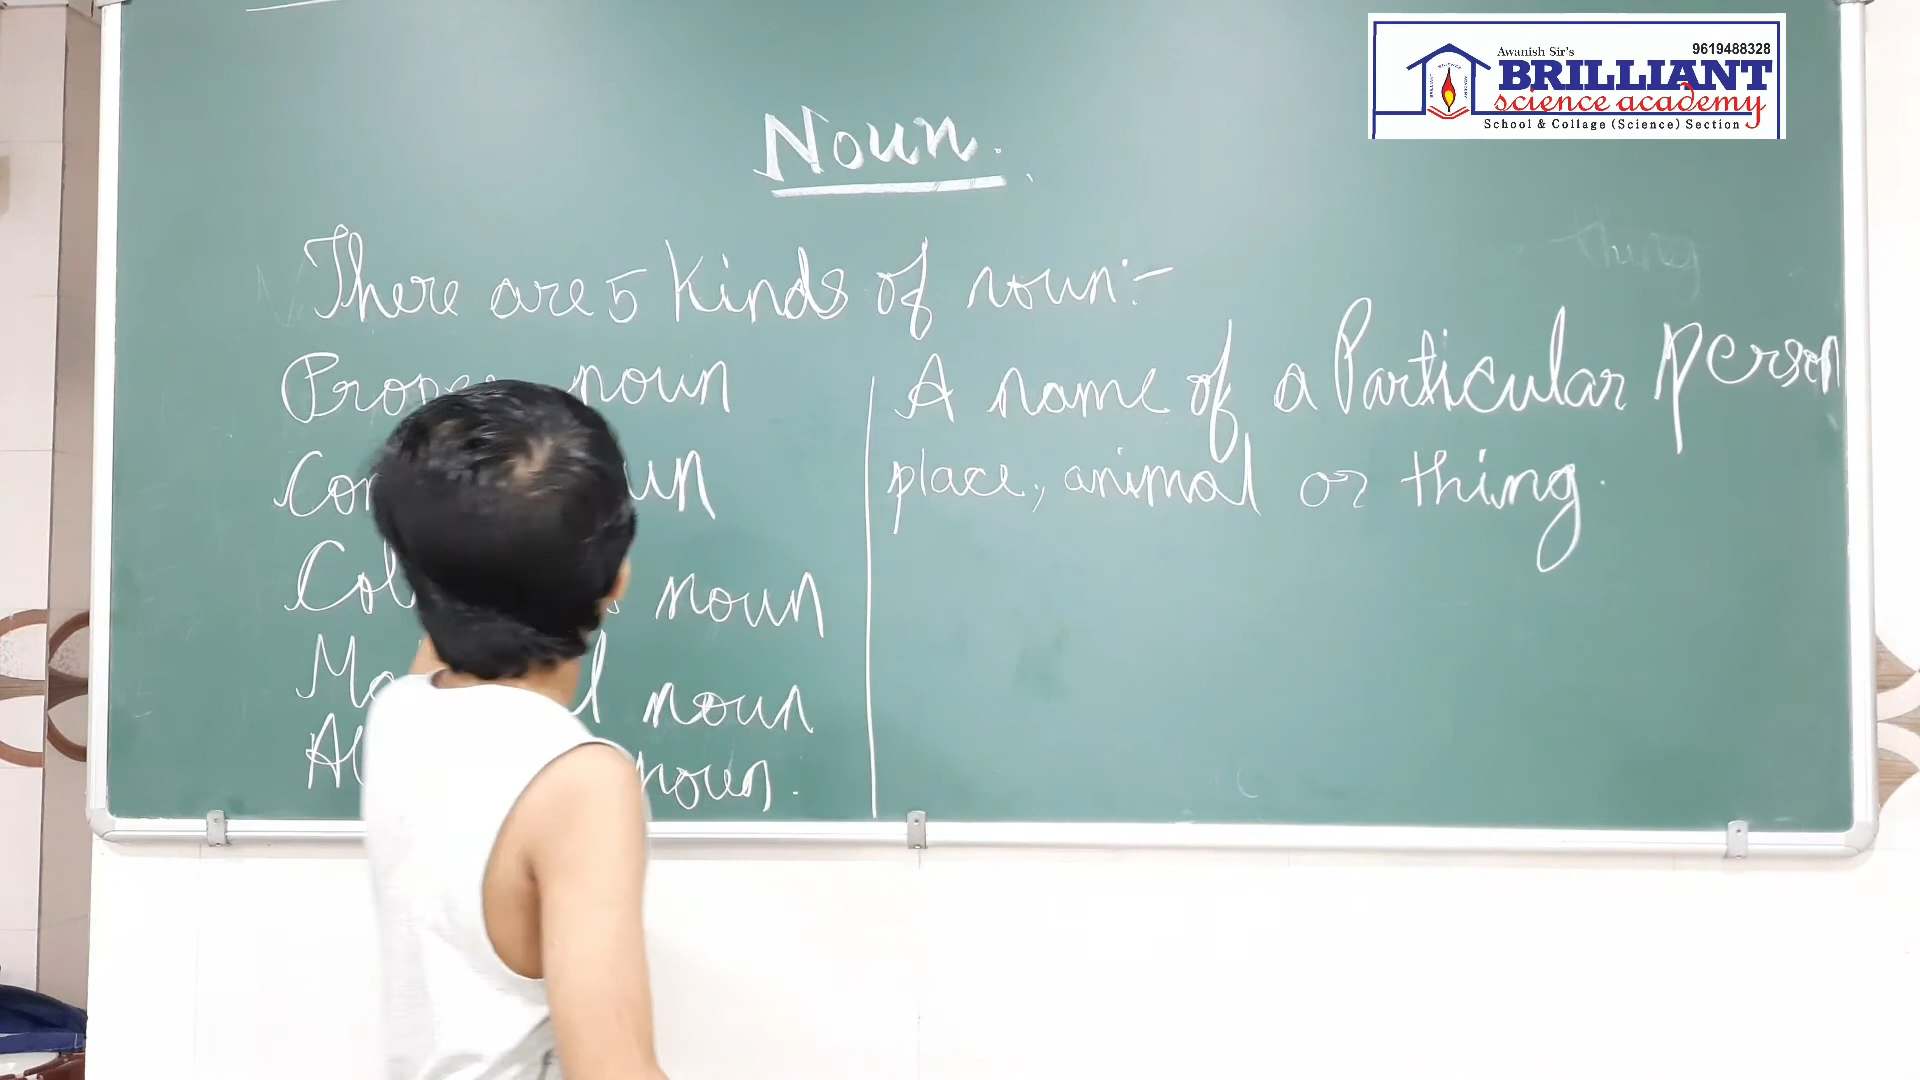 Awanish Sir's
9619488328
BRILLIANT
science academy
School & Collage (Science) Section
Noun.
There are 5 Kinds of noun:-
noun
noun
noun
noun.
A name of a Particular person
place, animal or thing.
Thing